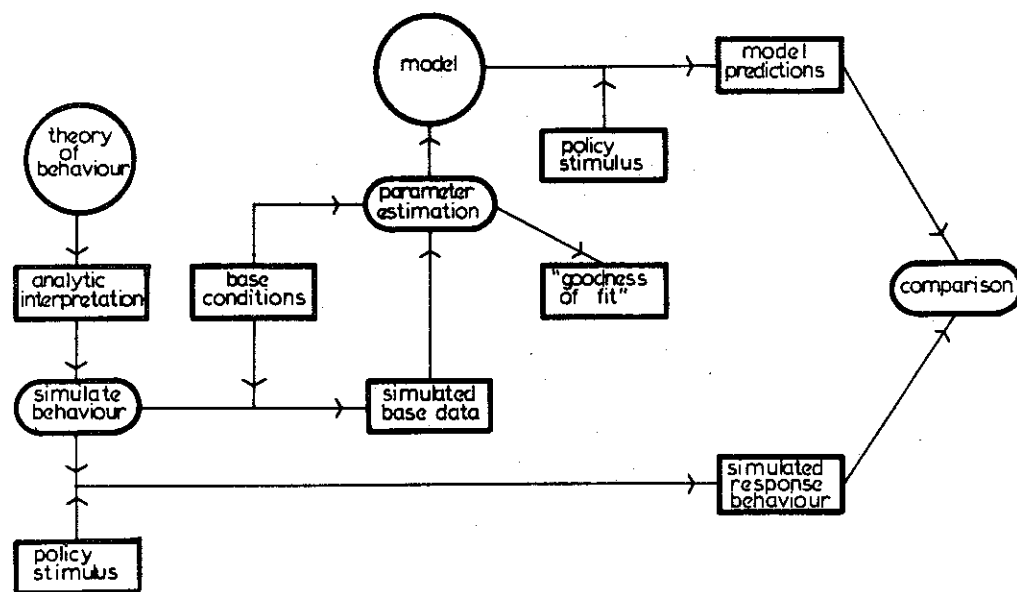 model
model
predictions
theory
of
behaviour
policy
stimulus
parameter
estimation
analytic
interpretation
base
conditions
"goodness
of fit"
comparison
simulate
behaviour
simulated
base data
simulated
response
behaviour
policy
stimulus